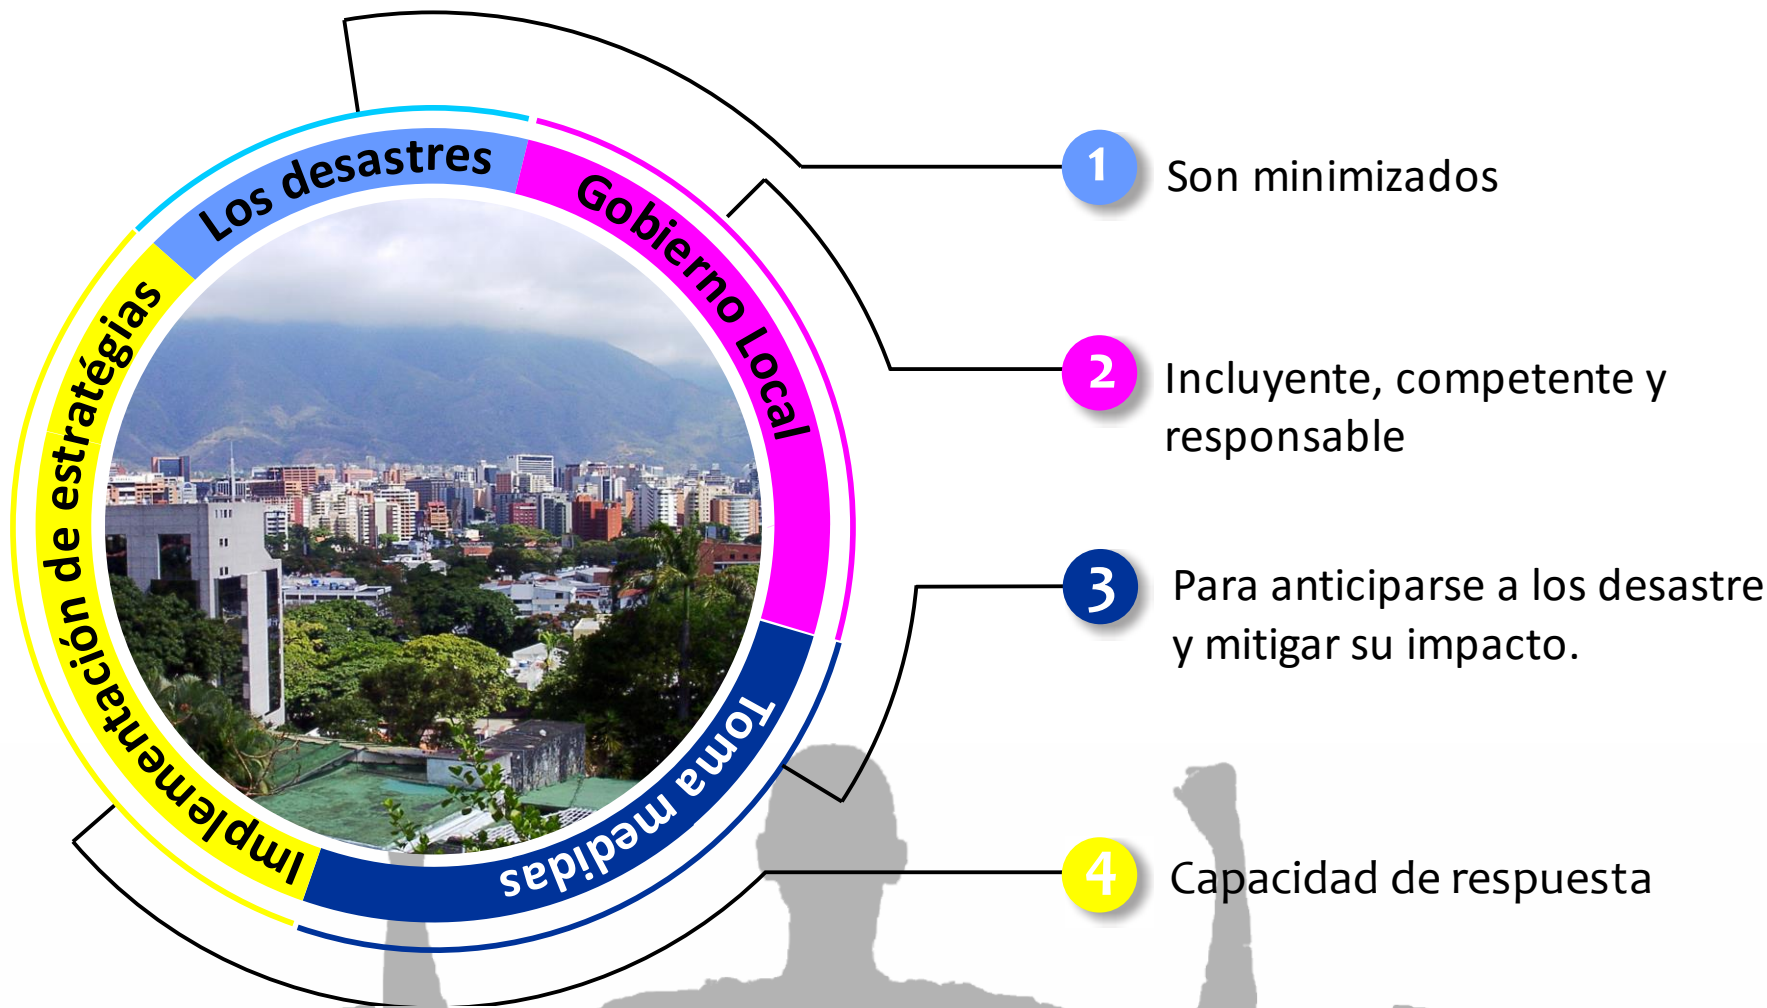 Los desastres
Gobierno Local
Toma medidas
Implementación de estratégias
1
Son minimizados
2
Incluyente, competente y
responsable
3
Para anticiparse a los desastre
y mitigar su impacto.
4
Capacidad de respuesta